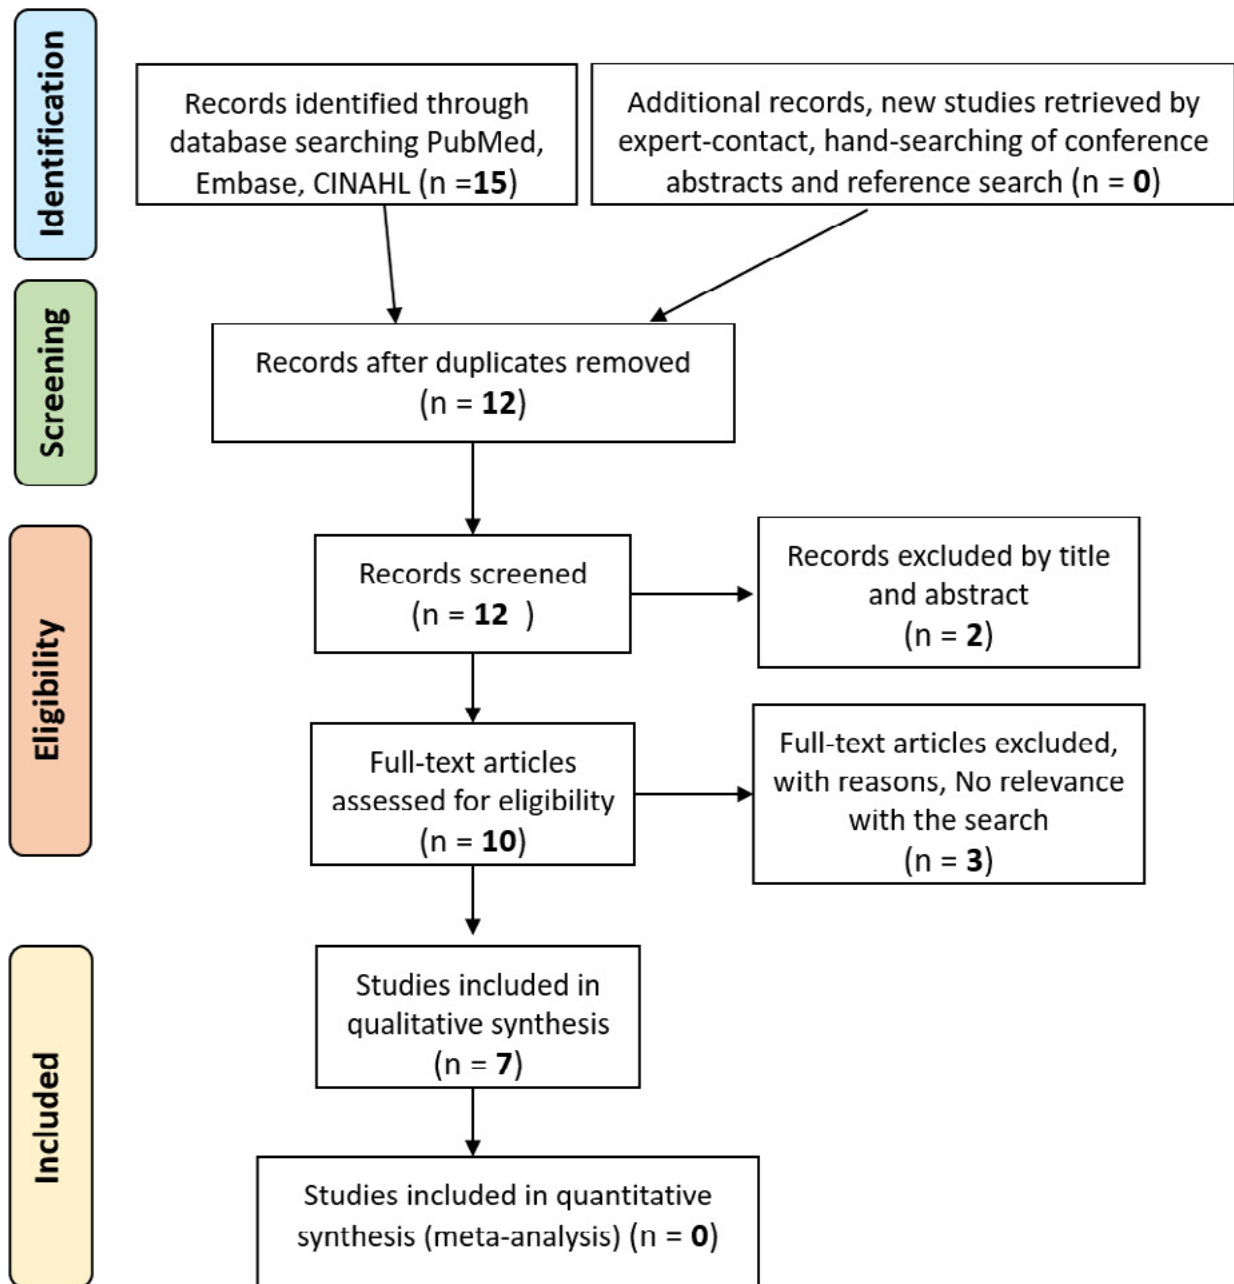 Identification
Records identified through
database searching PubMed,
Embase, CINAHL (n =15)
Additional records, new studies retrieved by
expert-contact, hand-searching of conference
abstracts and reference search (n = 0)
Screening
Records after duplicates removed
(n = 12)
Eligibility
Records screened
(n = 12 )
Records excluded by title
and abstract
(n = 2)
Full-text articles
assessed for eligibility
(n = 10)
Full-text articles excluded,
with reasons, No relevance
with the search
(n = 3)
Included
Studies included in
qualitative synthesis
(n = 7)
Studies included in quantitative
synthesis (meta-analysis) (n = 0)